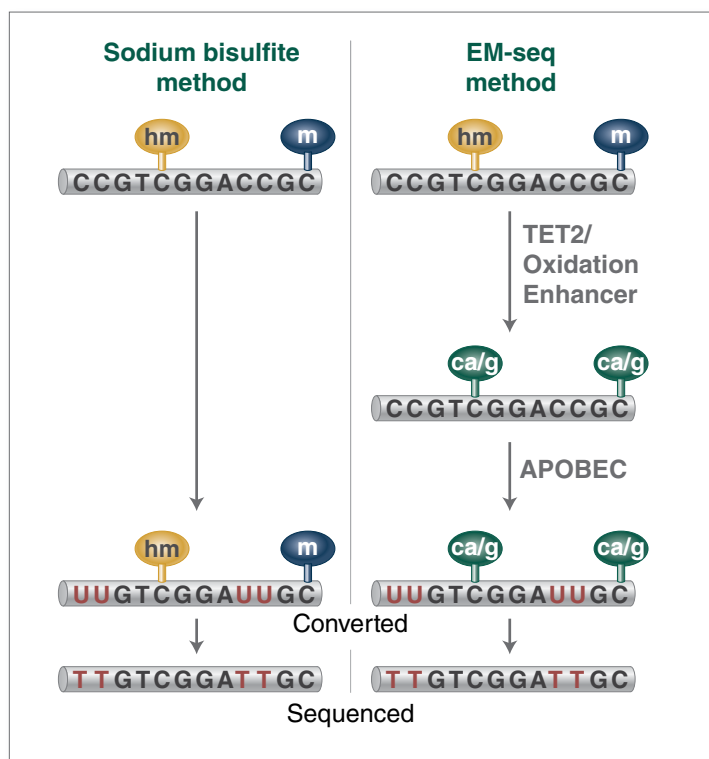 Sodium bisulfite
method
hm
m
CCGTCGGACCGC
UUGTCGGAUUGC
hm
m
TTGTCGGATTGC
EM-seq
method
hm
m
CCGTCGGACCGC
TET2/
Oxidation
Enhancer
ca/g
ca/g
CCGTCGGACCGC
APOBEC
ca/g
ca/g
UUGTCGGAUUGC
Converted
TTGTCGGATTGC
Sequenced